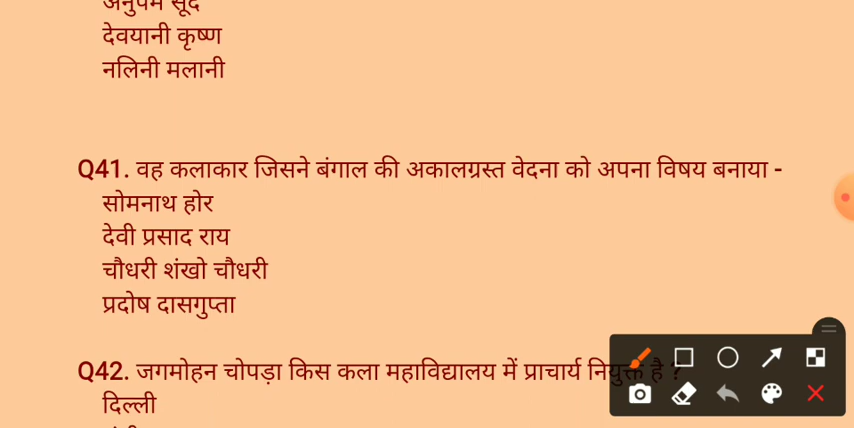 अनुपम सूद
देवयानी कृष्ण
नलिनी मलानी
Q41. वह कलाकार जिसने बंगाल की अकालग्रस्त वेदना को अपना विषय बनाया -
सोमनाथ होर
देवी प्रसाद राय
चौधरी शंखो चौधरी
प्रदोष दासगुप्ता
Q42. जगमोहन चोपड़ा किस कला महाविद्यालय में प्राचार्य नियुक्त है ?
दिल्ली